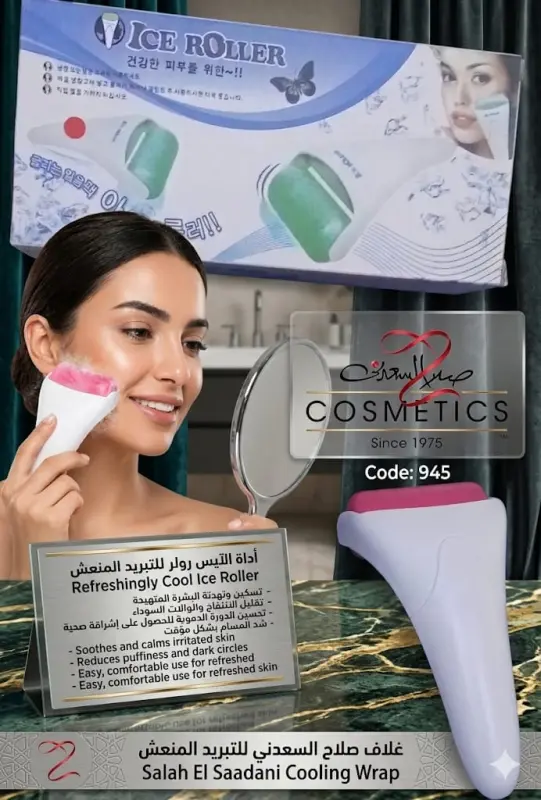 ICE ROLLER
건강한 피부를 위한~!!
صلاح السعدني
COSMETICS
Since 1975
Code: 945
أداة الآيس رولر للتبريد المنعش
Refreshingly Cool Ice Roller
- تسكين وتهدئة البشرة المتهيدة
- تقليل النتنفاخ والوالات السوداء
- تحسين الدورة الدموية للحصول على إشراقة صحية
- شد المسام بشكل مؤقت
- Soothes and calms irritated skin
- Reduces puffiness and dark circles
- Easy, comfortable use for refreshed
- Easy, comfortable use for refreshed skin
غلاف صلاح السعدني للتبريد المنعش
Salah El Saadani Cooling Wrap